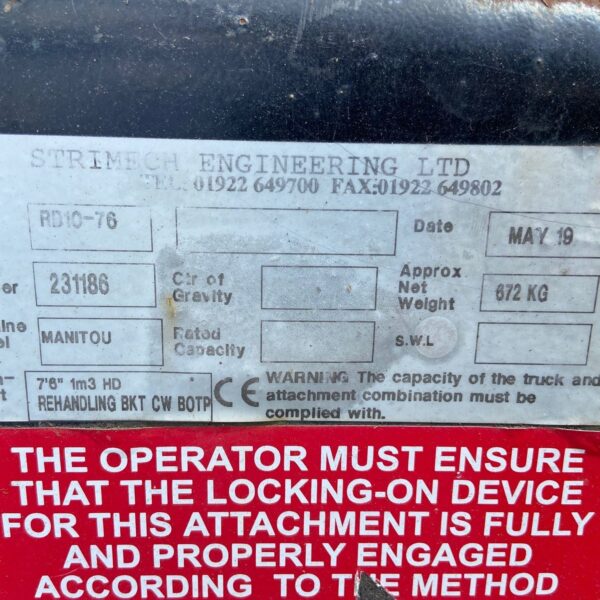 STRIMECH ENGINEERING LTD
TEL: 01922 649700 FAX:01922 649802
RD10-76
Date
MAY 19
er
231186
Ctr of
Gravity
Approx
Net
Weight
672 KG
ine
el
MANITOU
Rated
Capacity
S.W.L
n-
t
7'6" 1m3 HD
REHANDLING BKT CW BOTP
CE
WARNING The capacity of the truck and
attachment combination must be
complied with.
THE OPERATOR MUST ENSURE
THAT THE LOCKING-ON DEVICE
FOR THIS ATTACHMENT IS FULLY
AND PROPERLY ENGAGED
ACCORDING TO THE METHOD